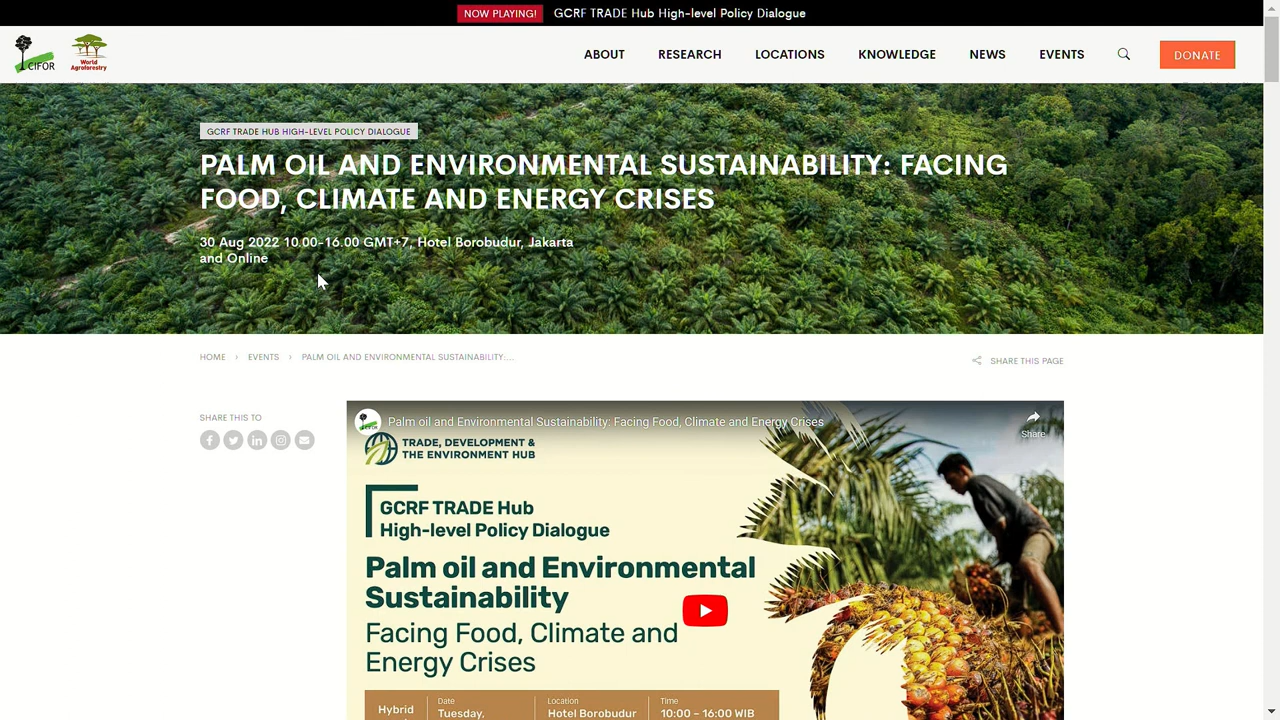 NOW PLAYING! GCRF TRADE Hub High-level Policy Dialogue
CIFOR
World
Agroforestry
ABOUT RESEARCH LOCATIONS KNOWLEDGE NEWS EVENTS DONATE
GCRF TRADE HUB HIGH-LEVEL POLICY DIALOGUE
PALM OIL AND ENVIRONMENTAL SUSTAINABILITY: FACING
FOOD, CLIMATE AND ENERGY CRISES
30 Aug 2022 10.00-16.00 GMT+7, Hotel Borobudur, Jakarta
and Online
HOME › EVENTS › PALM OIL AND ENVIRONMENTAL SUSTAINABILITY:...
SHARE THIS PAGE
SHARE THIS TO
Palm oil and Environmental Sustainability: Facing Food, Climate and Energy Crises
Share
TRADE, DEVELOPMENT &
THE ENVIRONMENT HUB
GCRF TRADE Hub
High-level Policy Dialogue
Palm oil and Environmental
Sustainability
Facing Food, Climate and
Energy Crises
Hybrid
Date
Tuesday,
Location
Hotel Borobudur
Time
10:00 - 16:00 WIB